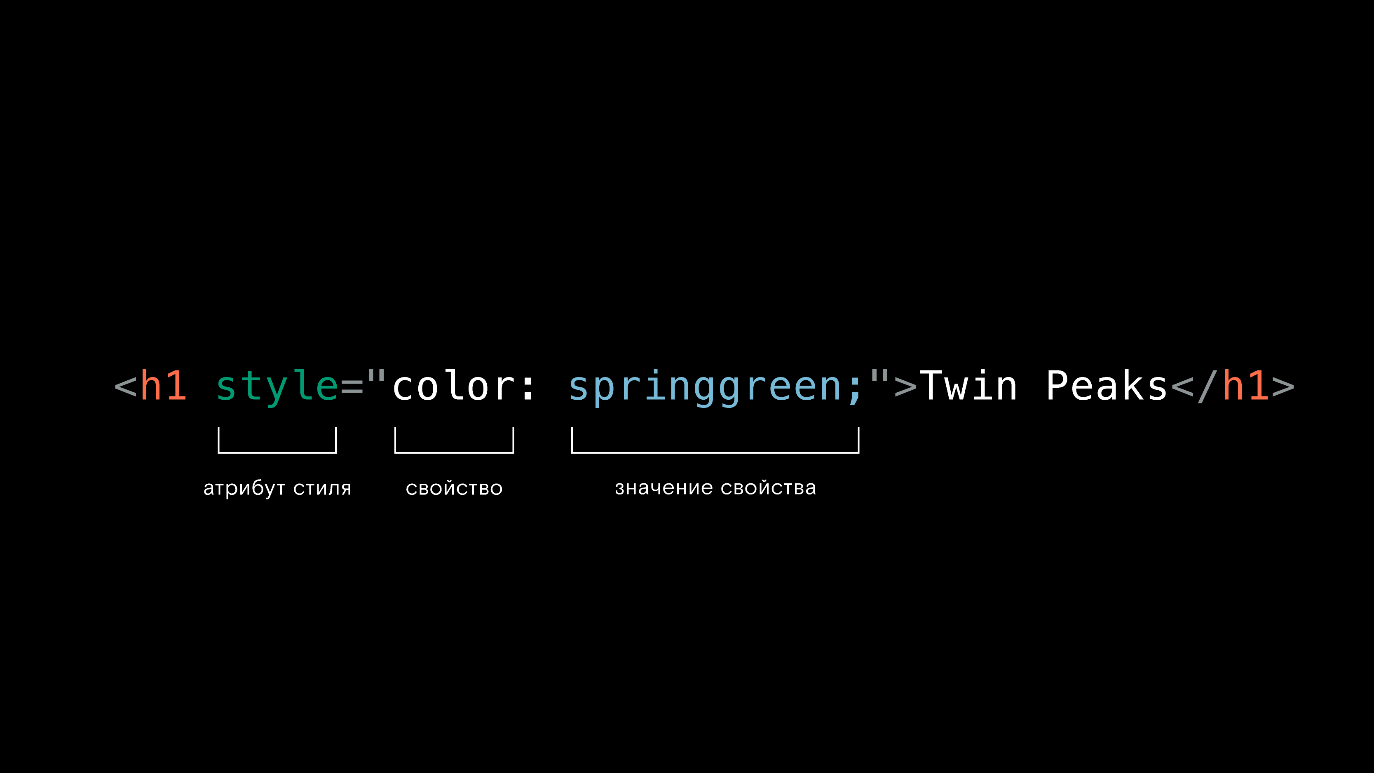 <h1 style="color: springgreen;">Twin Peaks</h1>
атрибут стиля свойство значение свойства